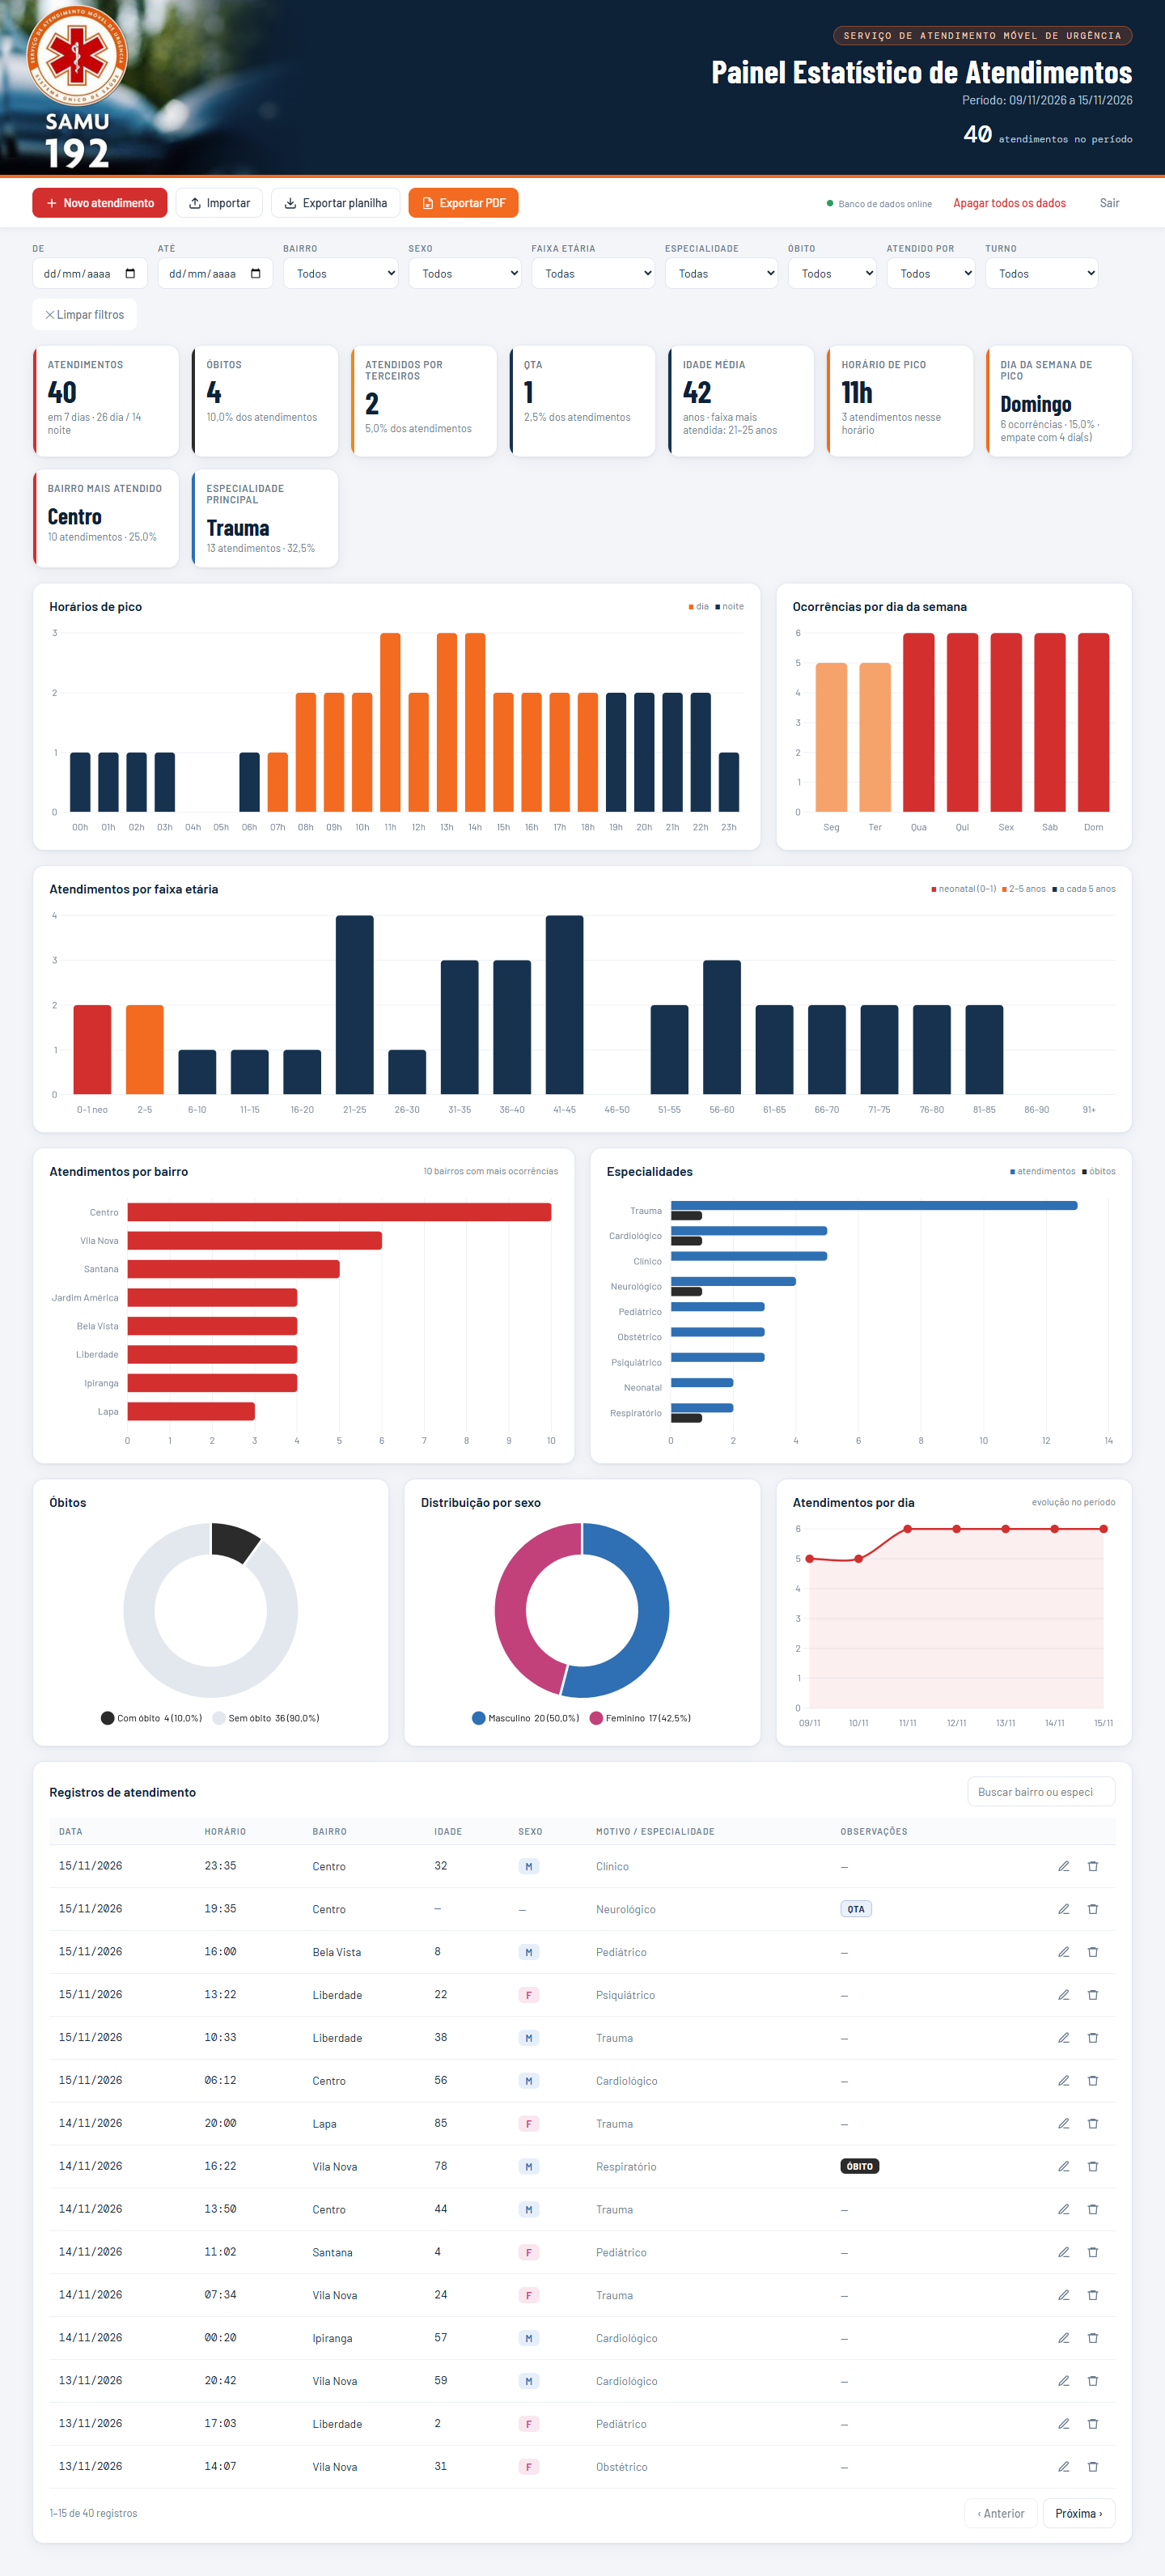 SERVIÇO DE ATENDIMENTO MÓVEL DE URGÊNCIA
SISTEMA ÚNICO DE SAÚDE
SAMU
192
SERVIÇO DE ATENDIMENTO MÓVEL DE URGÊNCIA
Painel Estatístico de Atendimentos
Período: 09/11/2026 a 15/11/2026
40 atendimentos no período
Novo atendimento
Importar
Exportar planilha
Exportar PDF
Banco de dados online
Apagar todos os dados
Sair
DE ATÉ BAIRRO SEXO FAIXA ETÁRIA ESPECIALIDADE ÓBITO ATENDIDO POR TURNO
dd/mm/aaaa dd/mm/aaaa Todos Todos Todas Todas Todos Todos Todos
Limpar filtros
ATENDIMENTOS
40
em 7 dias · 26 dia / 14
noite
ÓBITOS
4
10,0% dos atendimentos
ATENDIDOS POR
TERCEIROS
2
5,0% dos atendimentos
QTA
1
2,5% dos atendimentos
IDADE MÉDIA
42
anos · faixa mais
atendida: 21–25 anos
HORÁRIO DE PICO
11h
3 atendimentos nesse
horário
DIA DA SEMANA DE
PICO
Domingo
6 ocorrências · 15,0% ·
empate com 4 dia(s)
BAIRRO MAIS ATENDIDO
Centro
10 atendimentos · 25,0%
ESPECIALIDADE
PRINCIPAL
Trauma
13 atendimentos · 32,5%
Horários de pico
dia noite
3
2
1
0
00h 01h 02h 03h 04h 05h 06h 07h 08h 09h 10h 11h 12h 13h 14h 15h 16h 17h 18h 19h 20h 21h 22h 23h
Ocorrências por dia da semana
6
5
4
3
2
1
0
Seg Ter Qua Qui Sex Sáb Dom
Atendimentos por faixa etária
neonatal (0–1) 2–5 anos a cada 5 anos
4
3
2
1
0
0–1 neo 2–5 6–10 11–15 16–20 21–25 26–30 31–35 36–40 41–45 46–50 51–55 56–60 61–65 66–70 71–75 76–80 81–85 86–90 91+
Atendimentos por bairro
10 bairros com mais ocorrências
Centro
Vila Nova
Santana
Jardim América
Bela Vista
Liberdade
Ipiranga
Lapa
0 1 2 3 4 5 6 7 8 9 10
Especialidades
atendimentos óbitos
Trauma
Cardiológico
Clínico
Neurológico
Pediátrico
Obstétrico
Psiquiátrico
Neonatal
Respiratório
0 2 4 6 8 10 12 14
Óbitos
Com óbito 4 (10,0%) Sem óbito 36 (90,0%)
Distribuição por sexo
Masculino 20 (50,0%) Feminino 17 (42,5%)
Atendimentos por dia
evolução no período
6
5
4
3
2
1
0
09/11 10/11 11/11 12/11 13/11 14/11 15/11
Registros de atendimento
Buscar bairro ou especi
DATA HORÁRIO BAIRRO IDADE SEXO MOTIVO / ESPECIALIDADE OBSERVAÇÕES
15/11/2026 23:35 Centro 32 M Clínico —
15/11/2026 19:35 Centro — — Neurológico QTA
15/11/2026 16:00 Bela Vista 8 M Pediátrico —
15/11/2026 13:22 Liberdade 22 F Psiquiátrico —
15/11/2026 10:33 Liberdade 38 M Trauma —
15/11/2026 06:12 Centro 56 M Cardiológico —
14/11/2026 20:00 Lapa 85 F Trauma —
14/11/2026 16:22 Vila Nova 78 M Respiratório ÓBITO
14/11/2026 13:50 Centro 44 M Trauma —
14/11/2026 11:02 Santana 4 F Pediátrico —
14/11/2026 07:34 Vila Nova 24 F Trauma —
14/11/2026 00:20 Ipiranga 57 M Cardiológico —
13/11/2026 20:42 Vila Nova 59 M Cardiológico —
13/11/2026 17:03 Liberdade 2 F Pediátrico —
13/11/2026 14:07 Vila Nova 31 F Obstétrico —
1–15 de 40 registros
‹ Anterior
Próxima ›